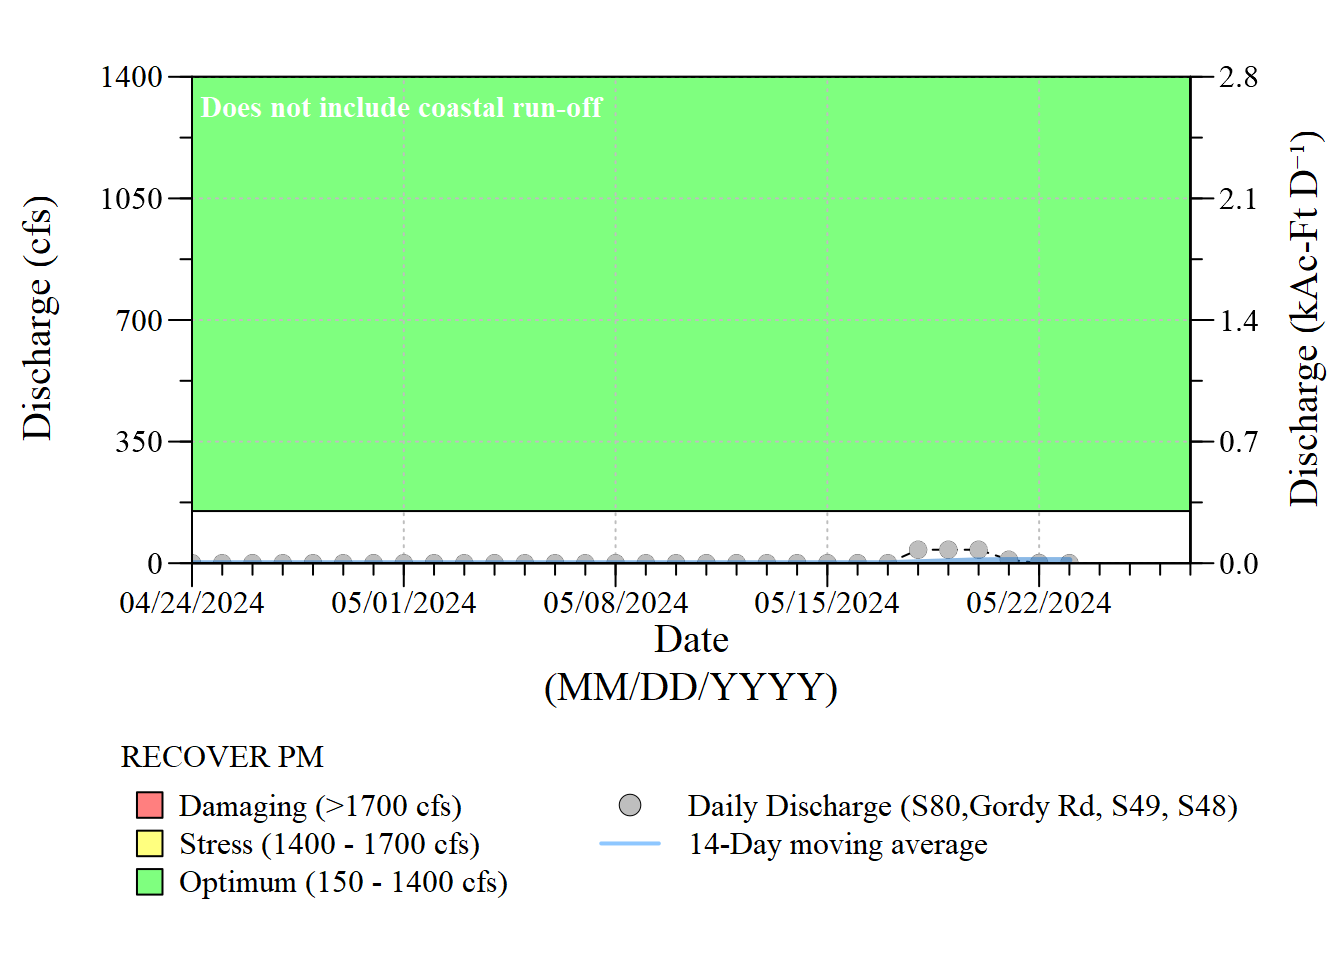 1400
1050
700
350
0
Discharge (cfs)
Does not include coastal run-off
2.8
2.1
1.4
0.7
0.0
Discharge (kAc-Ft D⁻¹)
04/24/2024 05/01/2024 05/08/2024 05/15/2024 05/22/2024
Date
(MM/DD/YYYY)
RECOVER PM
Damaging (>1700 cfs)
Stress (1400 - 1700 cfs)
Optimum (150 - 1400 cfs)
Daily Discharge (S80,Gordy Rd, S49, S48)
14-Day moving average